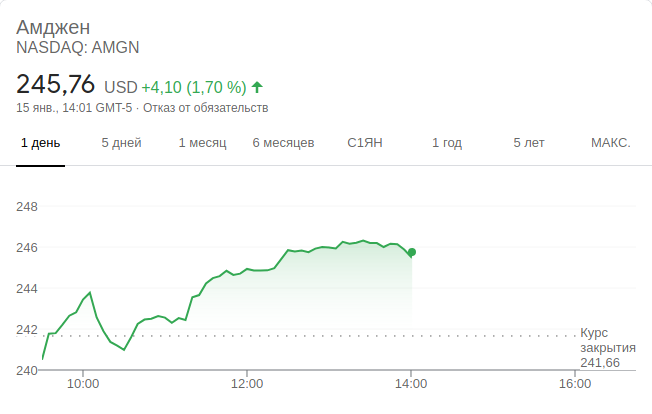 Амджен
NASDAQ: AMGN
245,76 USD +4,10 (1,70 %)
15 янв., 14:01 GMT-5 · Отказ от обязательств
1 день 5 дней 1 месяц 6 месяцев С1ЯН 1 год 5 лет МАКС.
248
246
244
242
Курс
закрытия
241,66
240
10:00 12:00 14:00 16:00